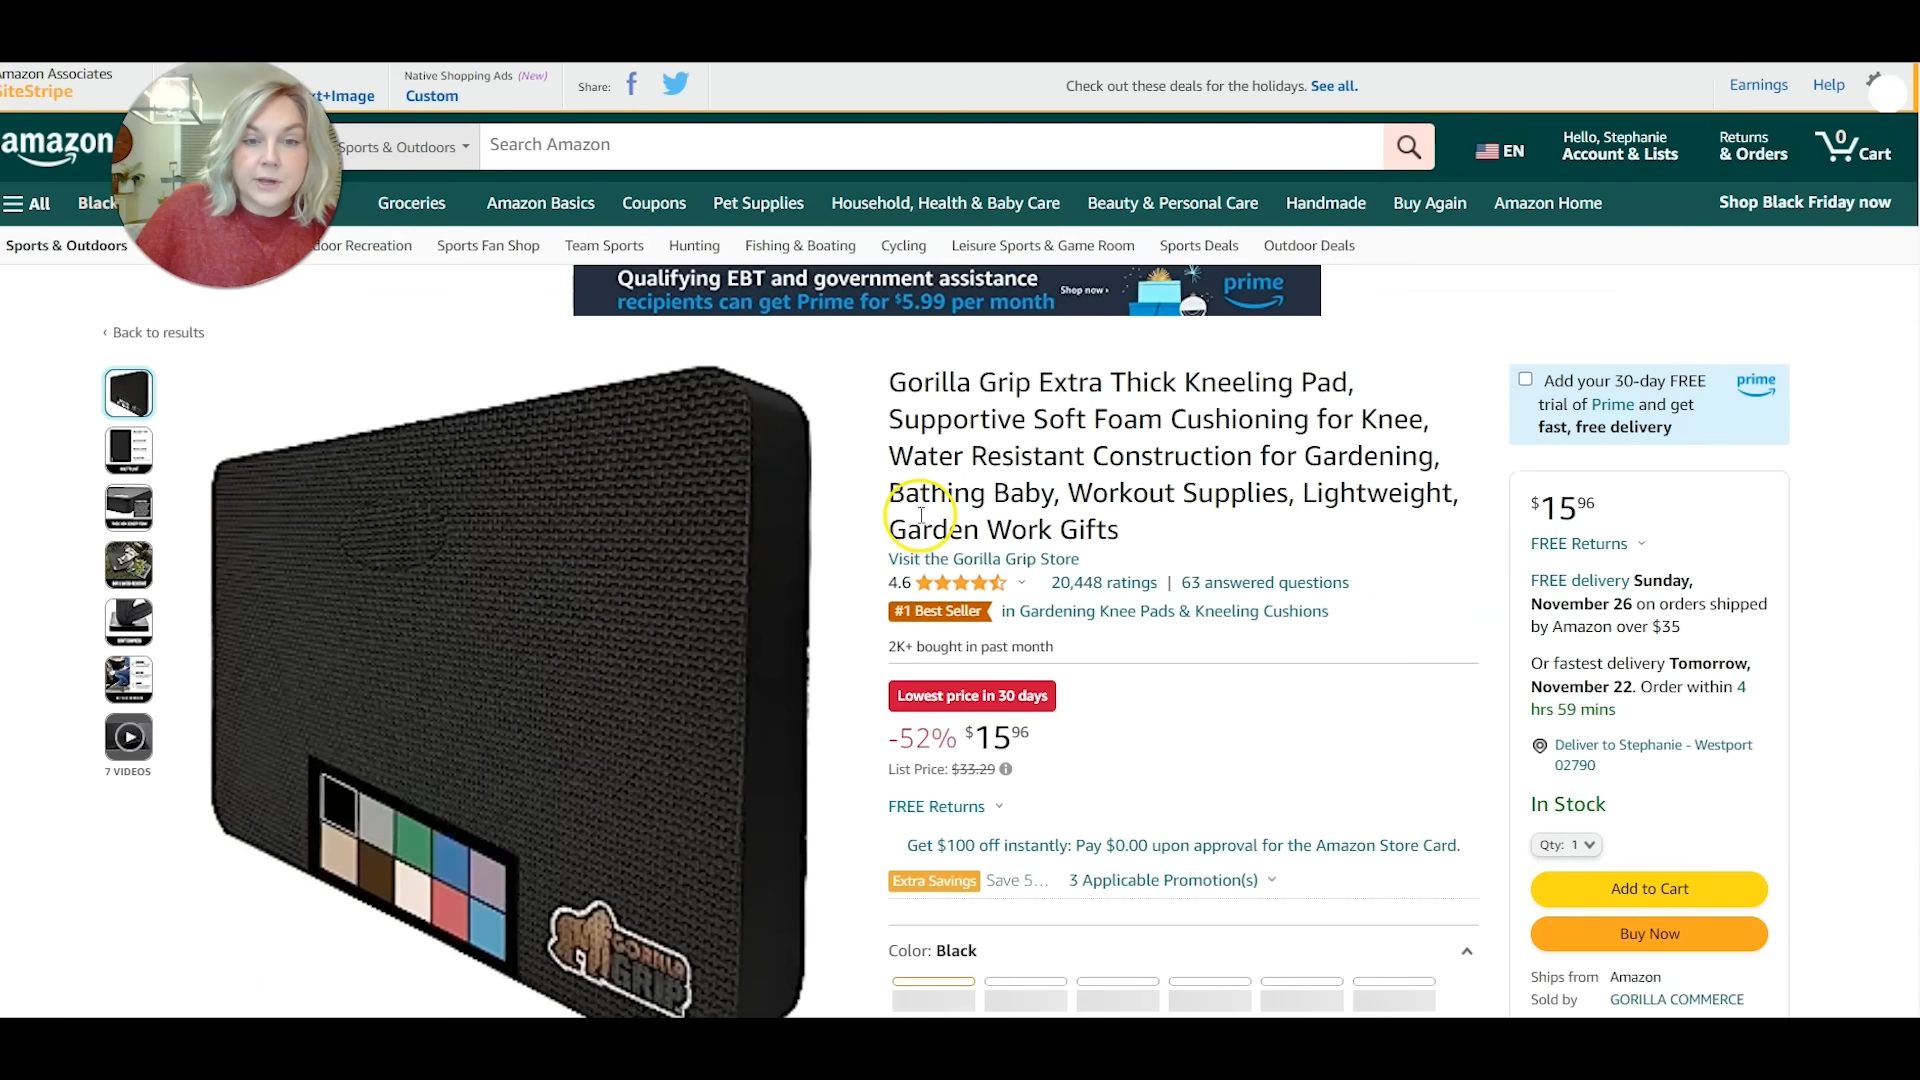 Amazon Associates
SiteStripe
xt+Image
Native Shopping Ads (New)
Custom
Share:
Check out these deals for the holidays. See all.
Earnings
Help
amazon
Sports & Outdoors
Search Amazon
EN
Hello, Stephanie
Account & Lists
Returns
& Orders
0
Cart
All
Black
Groceries
Amazon Basics
Coupons
Pet Supplies
Household, Health & Baby Care
Beauty & Personal Care
Handmade
Buy Again
Amazon Home
Shop Black Friday now
Sports & Outdoors
door Recreation
Sports Fan Shop
Team Sports
Hunting
Fishing & Boating
Cycling
Leisure Sports & Game Room
Sports Deals
Outdoor Deals
Qualifying EBT and government assistance
recipients can get Prime for $5.99 per month
Shop now ›
prime
‹ Back to results
7 VIDEOS
GORILLA
GRIP
Gorilla Grip Extra Thick Kneeling Pad,
Supportive Soft Foam Cushioning for Knee,
Water Resistant Construction for Gardening,
Bathing Baby, Workout Supplies, Lightweight,
Garden Work Gifts
Visit the Gorilla Grip Store
4.6
20,448 ratings | 63 answered questions
#1 Best Seller in Gardening Knee Pads & Kneeling Cushions
2K+ bought in past month
Lowest price in 30 days
-52% $15 96
List Price: $33.29
FREE Returns
Get $100 off instantly: Pay $0.00 upon approval for the Amazon Store Card.
Extra Savings Save 5… 3 Applicable Promotion(s)
Color: Black
Add your 30-day FREE
trial of Prime and get
fast, free delivery
prime
$15 96
FREE Returns
FREE delivery Sunday,
November 26 on orders shipped
by Amazon over $35
Or fastest delivery Tomorrow,
November 22. Order within 4
hrs 59 mins
Deliver to Stephanie - Westport
02790
In Stock
Qty: 1
Add to Cart
Buy Now
Ships from Amazon
Sold by GORILLA COMMERCE